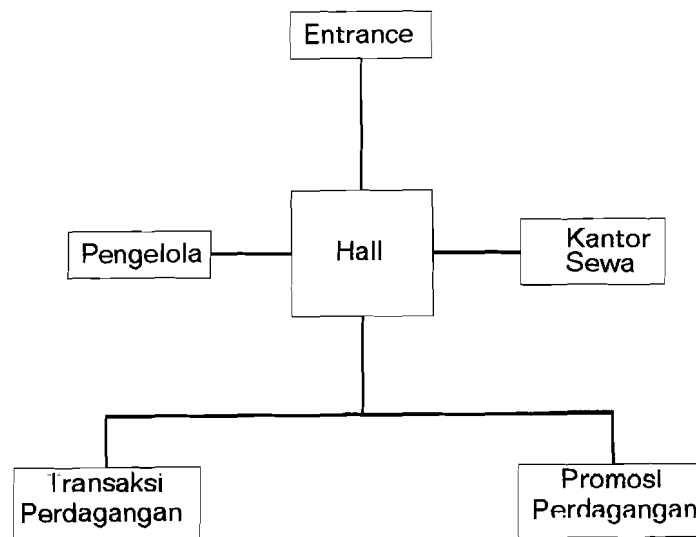 Entrance
Pengelola
Hall
Kantor
Sewa
Transaksi
Perdagangan
Promosi
Perdagangan